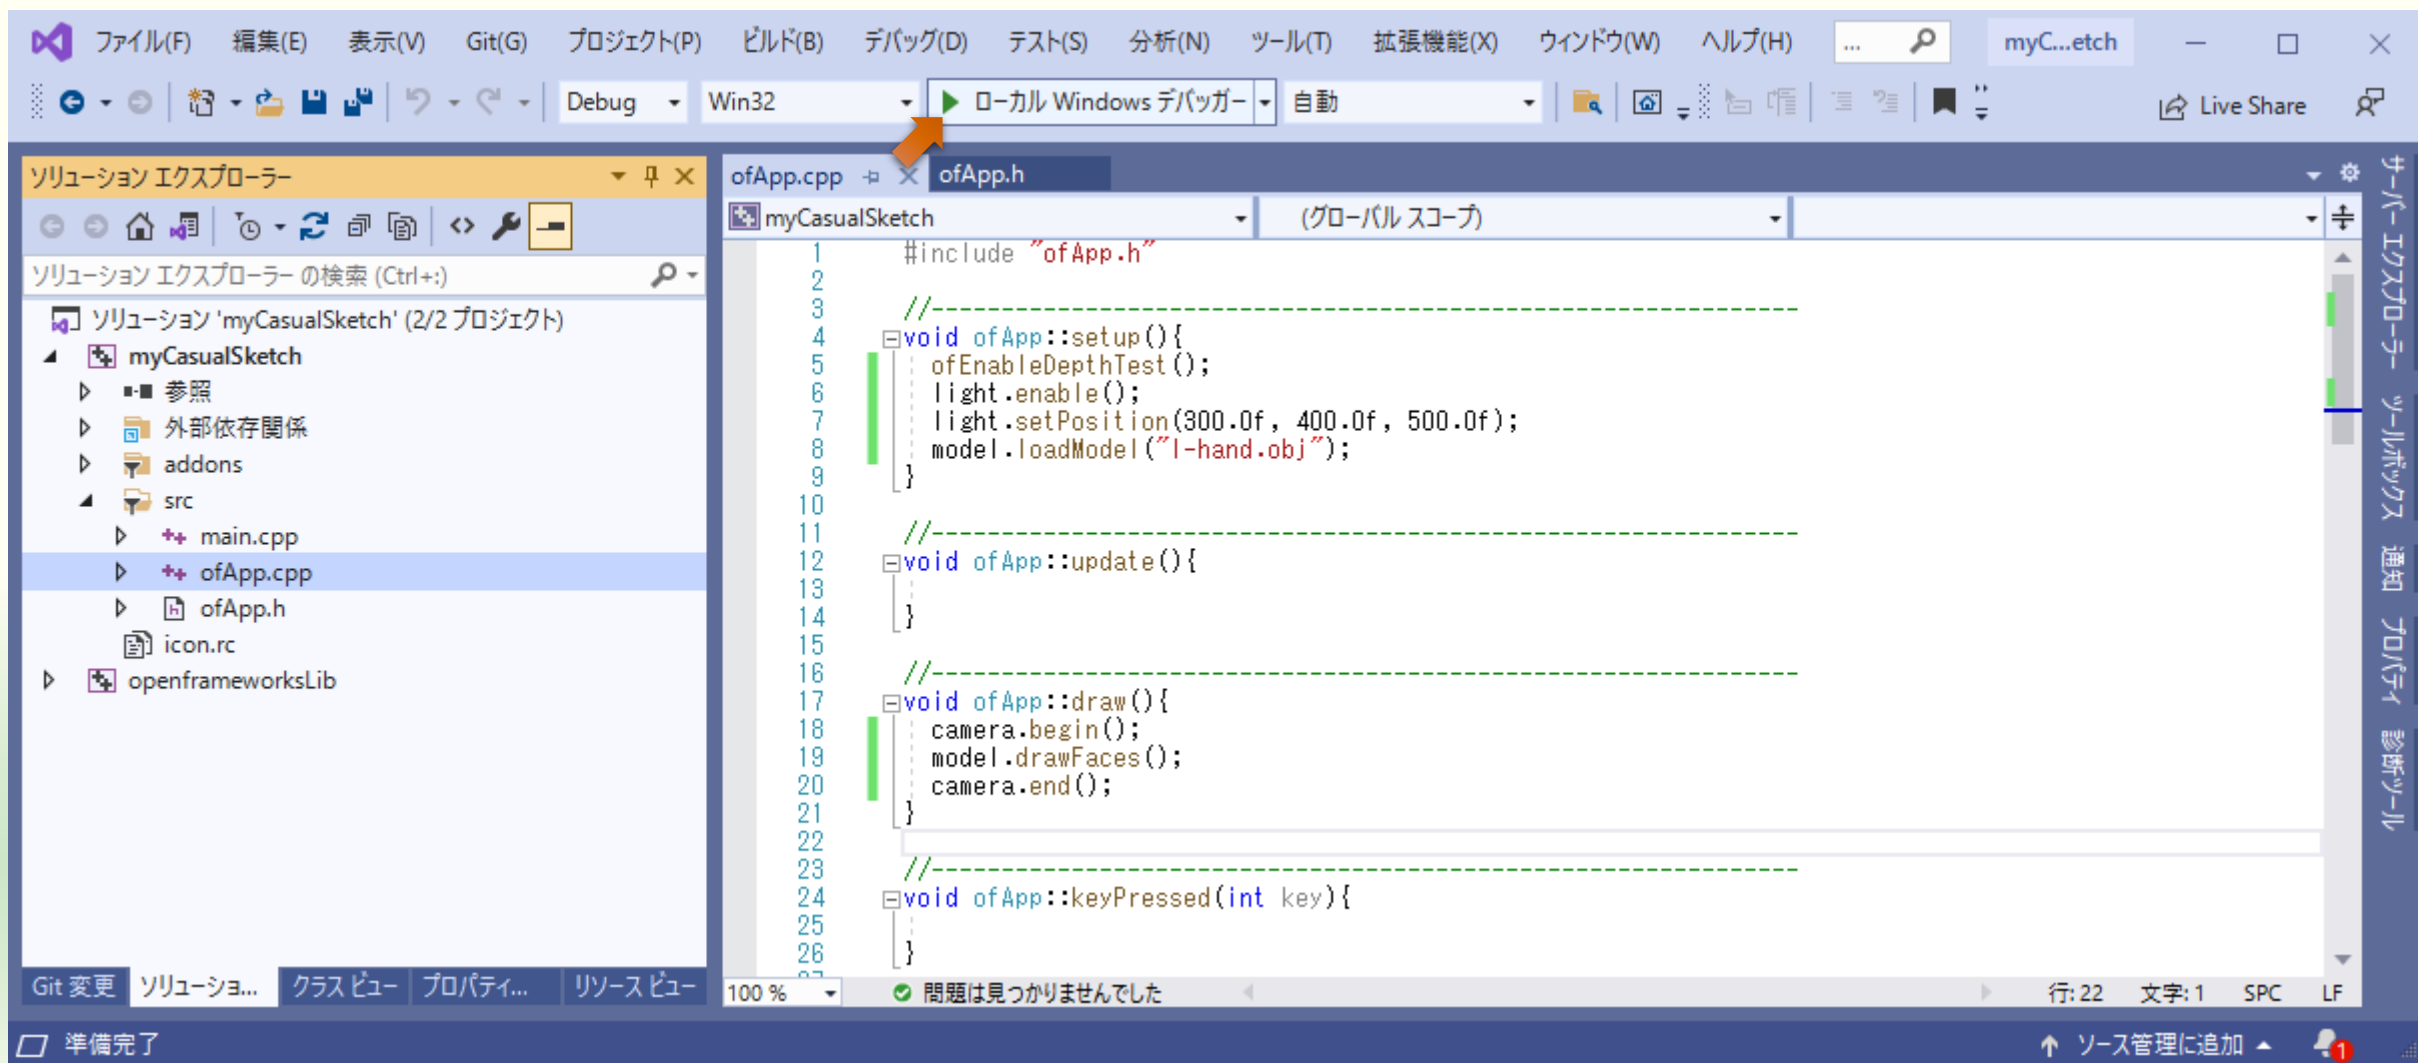 ファイル(F) 編集(E) 表示(V) Git(G) プロジェクト(P) ビルド(B) デバッグ(D) テスト(S) 分析(N) ツール(T) 拡張機能(X) ウィンドウ(W) ヘルプ(H) ... myC...etch
Debug Win32 ローカル Windows デバッガー 自動 Live Share
ソリューション エクスプローラー
ソリューション エクスプローラー の検索 (Ctrl+:)
ソリューション 'myCasualSketch' (2/2 プロジェクト)
myCasualSketch
参照
外部依存関係
addons
src
main.cpp
ofApp.cpp
ofApp.h
icon.rc
openframeworksLib
Git 変更 ソリューショ... クラス ビュー プロパティ... リソース ビュー
ofApp.cpp ofApp.h
myCasualSketch (グローバル スコープ)
1 #include "ofApp.h"
2
3 //--------------------------------------------------------------
4 void ofApp::setup(){
5 ofEnableDepthTest();
6 light.enable();
7 light.setPosition(300.0f, 400.0f, 500.0f);
8 model.loadModel("l-hand.obj");
9 }
10
11 //--------------------------------------------------------------
12 void ofApp::update(){
13
14 }
15
16 //--------------------------------------------------------------
17 void ofApp::draw(){
18 camera.begin();
19 model.drawFaces();
20 camera.end();
21 }
22
23 //--------------------------------------------------------------
24 void ofApp::keyPressed(int key){
25
26 }
100 % 問題は見つかりませんでした 行: 22 文字: 1 SPC LF
サーバー エクスプローラー
ツールボックス
通知
プロパティ
診断ツール
準備完了 ソース管理に追加 1